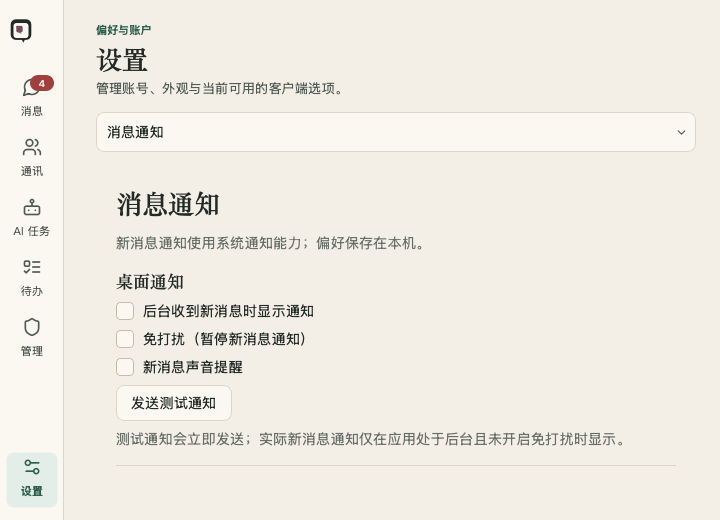 4
消息
通讯
AI 任务
待办
管理
设置
偏好与账户
设置
管理账号、外观与当前可用的客户端选项。
消息通知
消息通知
新消息通知使用系统通知能力；偏好保存在本机。
桌面通知
后台收到新消息时显示通知
免打扰（暂停新消息通知）
新消息声音提醒
发送测试通知
测试通知会立即发送；实际新消息通知仅在应用处于后台且未开启免打扰时显示。